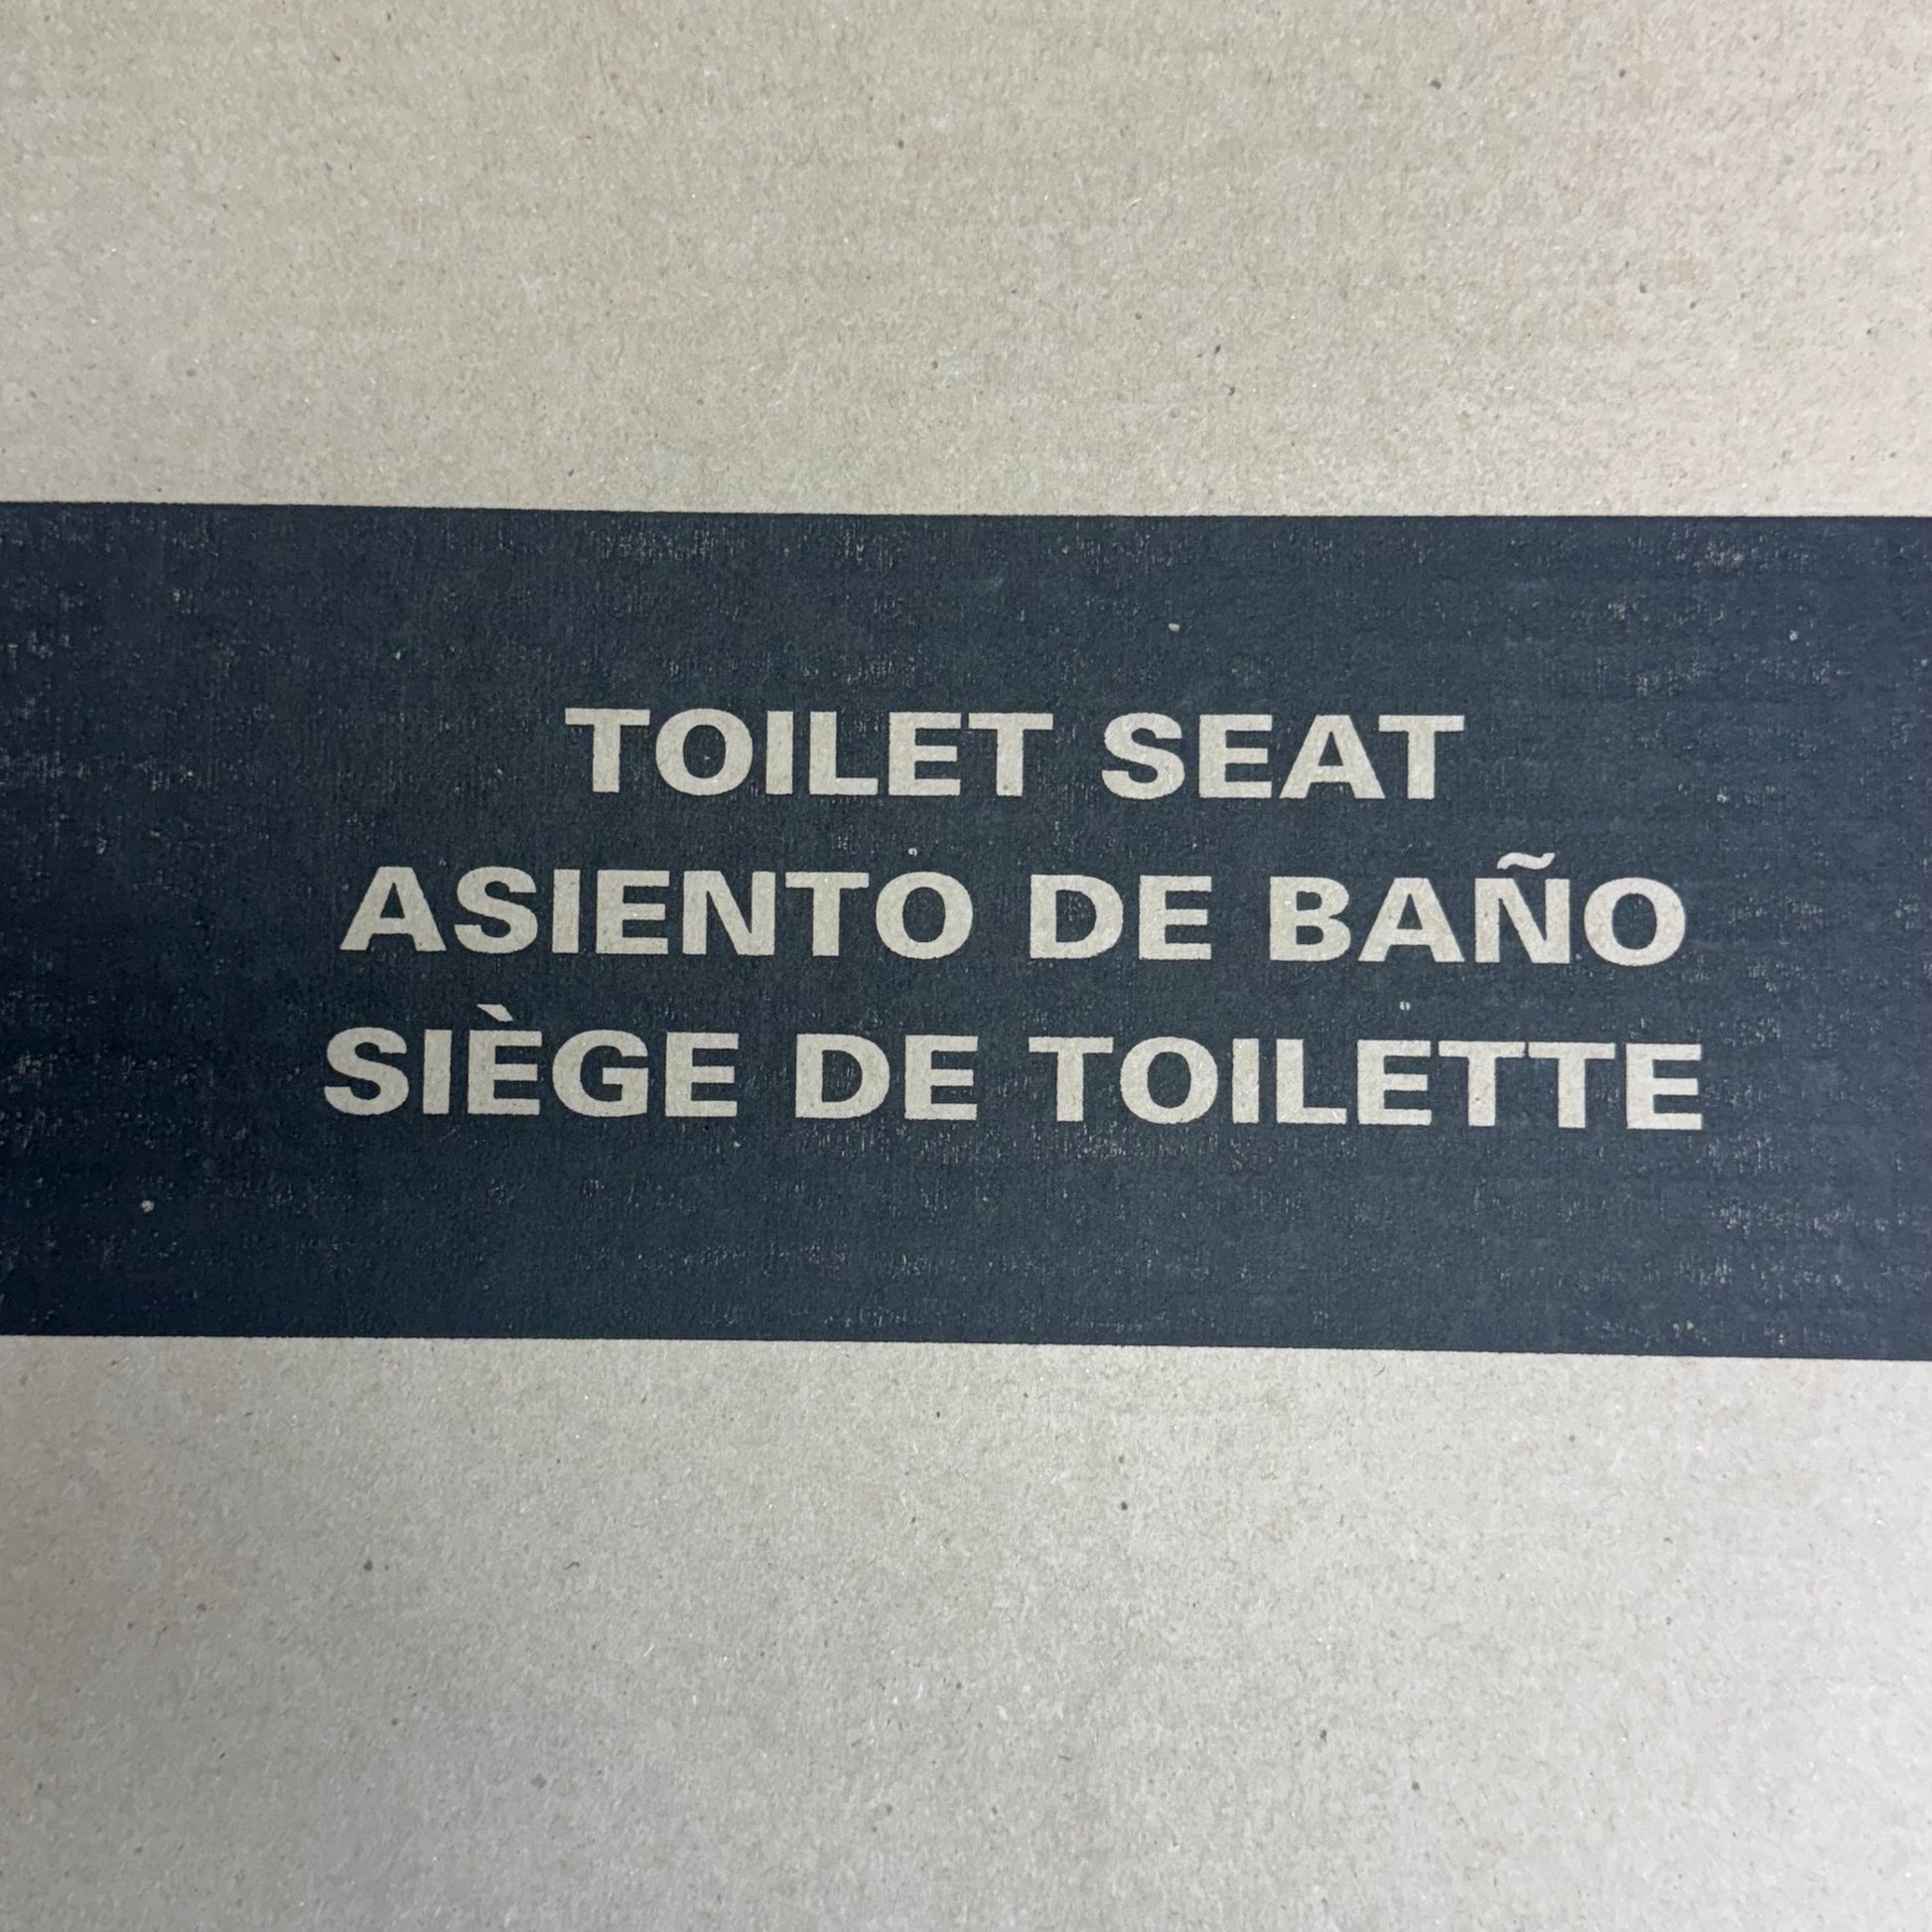 TOILET SEAT
ASIENTO DE BAÑO
SIÈGE DE TOILETTE